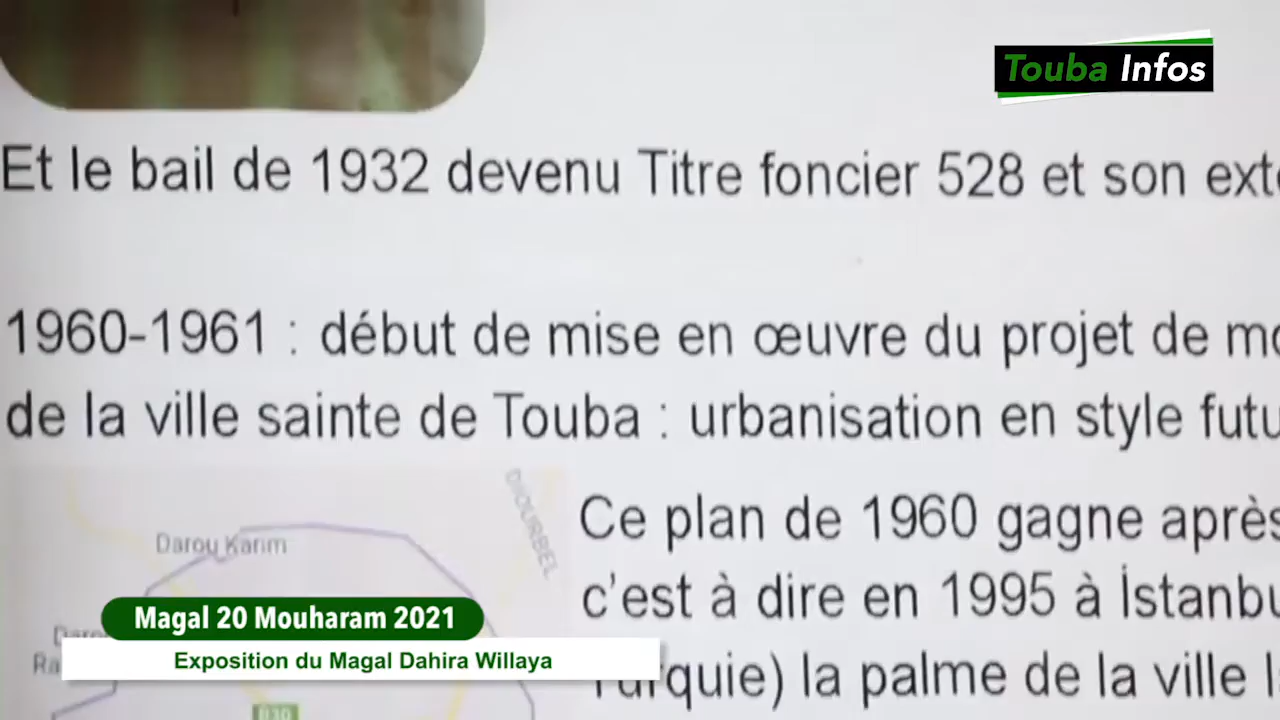 Touba Infos
Et le bail de 1932 devenu Titre foncier 528 et son
1960-1961 : début de mise en œuvre du projet de
de la ville sainte de Touba : urbanisation en style
DIOURBEL
Ce plan de 1960 gagne après
Darou Karim
c'est à dire en 1995 à
Magal 20 Mouharam 2021
Exposition du Magal Dahira Willaya
quie) la palme de la ville
B30